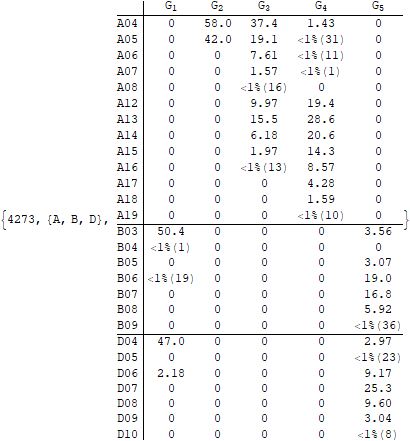 G1 G2 G3 G4 G5
A04 0 58.0 37.4 1.43 0
A05 0 42.0 19.1 <1%(31) 0
A06 0 0 7.61 <1%(11) 0
A07 0 0 1.57 <1%(1) 0
A08 0 0 <1%(16) 0 0
A12 0 0 9.97 19.4 0
A13 0 0 15.5 28.6 0
A14 0 0 6.18 20.6 0
A15 0 0 1.97 14.3 0
A16 0 0 <1%(13) 8.57 0
A17 0 0 0 4.28 0
A18 0 0 0 1.59 0
{4273, {A, B, D}, A19 0 0 0 <1%(10) 0 }
B03 50.4 0 0 0 3.56
B04 <1%(1) 0 0 0 0
B05 0 0 0 0 3.07
B06 <1%(19) 0 0 0 19.0
B07 0 0 0 0 16.8
B08 0 0 0 0 5.92
B09 0 0 0 0 <1%(36)
D04 47.0 0 0 0 2.97
D05 0 0 0 0 <1%(23)
D06 2.18 0 0 0 9.17
D07 0 0 0 0 25.3
D08 0 0 0 0 9.60
D09 0 0 0 0 3.04
D10 0 0 0 0 <1%(8)